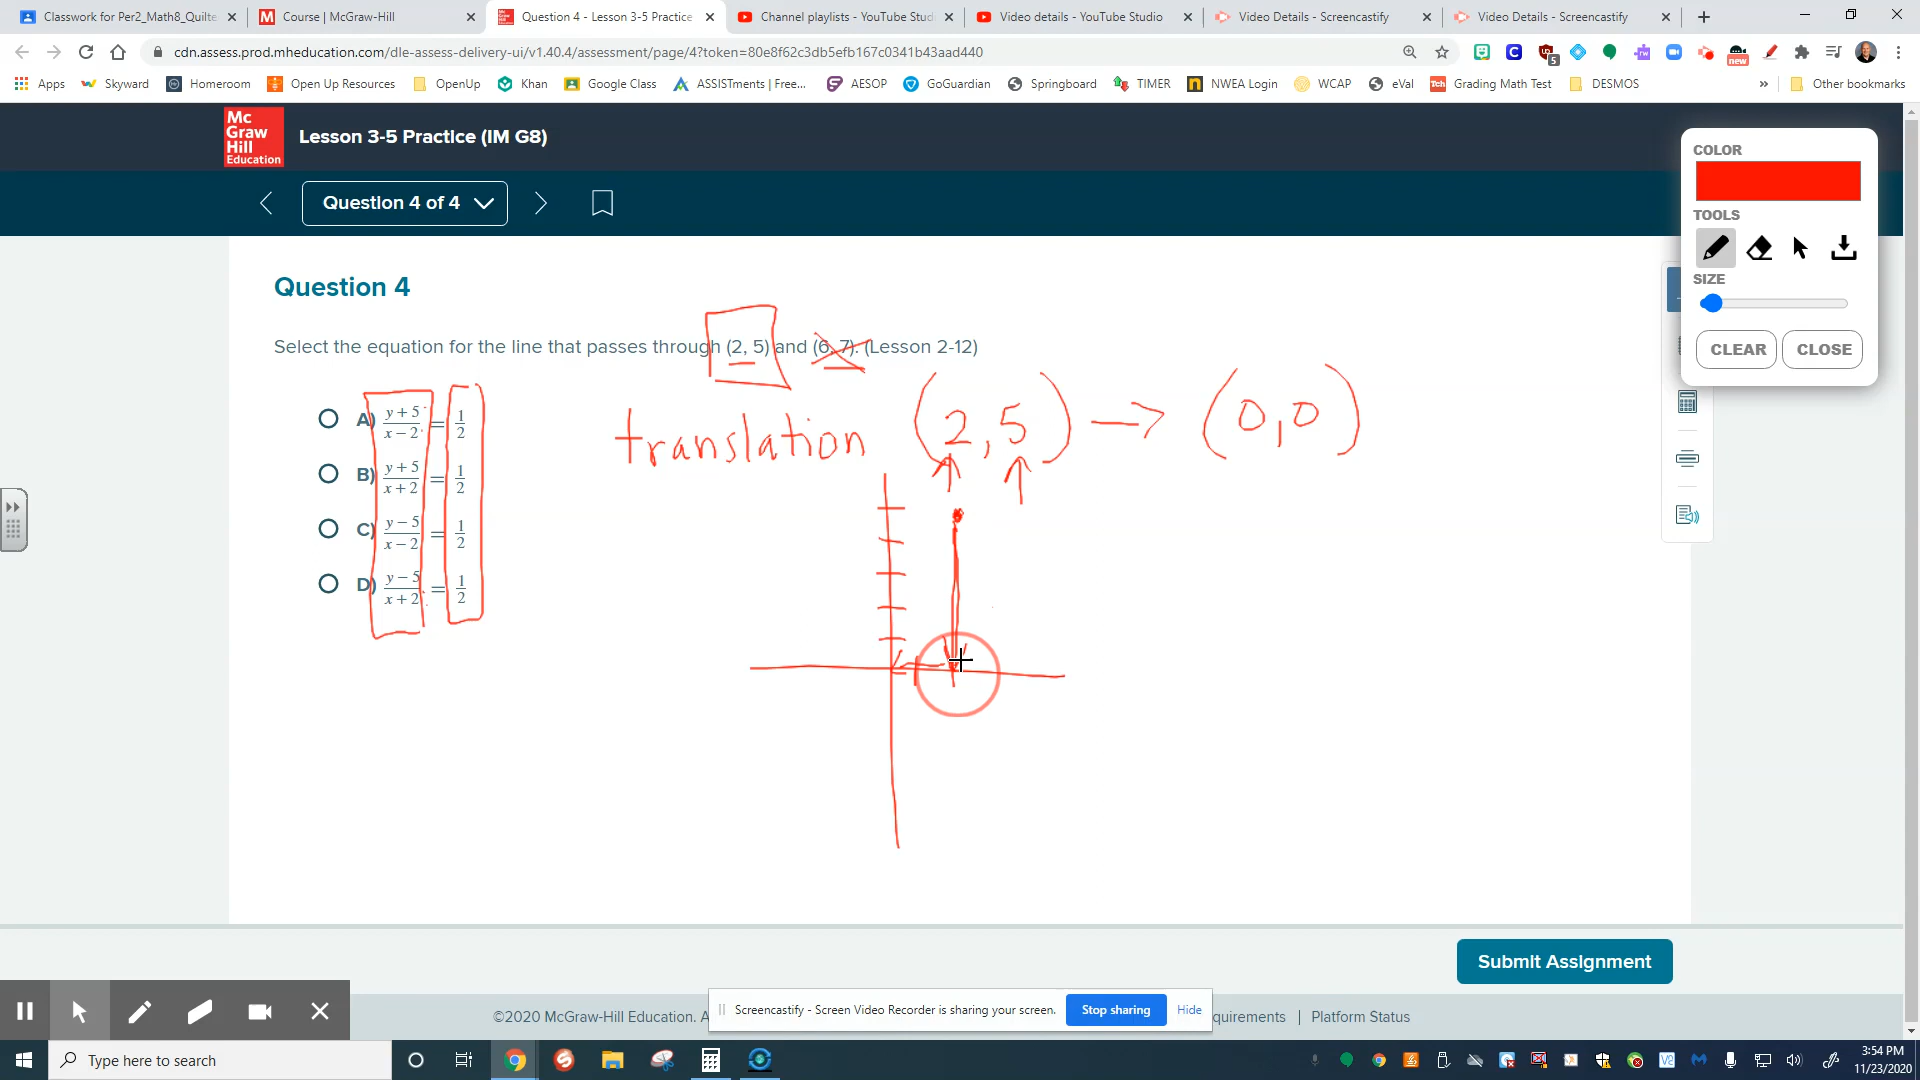 Classwork for Per2_Math8_Quilte
Course | McGraw-Hill
Question 4 - Lesson 3-5 Practice
Channel playlists - YouTube Stud
Video details - YouTube Studio
Video Details - Screencastify
Video Details - Screencastify
cdn.assess.prod.mheducation.com/dle-assess-delivery-ui/v1.40.4/assessment/page/4?token=80e8f62c3db5efb167c0341b43aad440
Apps Skyward Homeroom Open Up Resources OpenUp Khan Google Class ASSISTments | Free... AESOP GoGuardian Springboard TIMER NWEA Login WCAP eVal Grading Math Test DESMOS » Other bookmarks
Mc
Graw
Hill
Education
Lesson 3-5 Practice (IM G8)
Question 4 of 4
COLOR
TOOLS
SIZE
CLEAR CLOSE
Question 4
Select the equation for the line that passes through (2, 5) and (6, 7). (Lesson 2-12)
A) y + 5 / x − 2 = 1/2
B) y + 5 / x + 2 = 1/2
C) y − 5 / x − 2 = 1/2
D) y − 5 / x + 2 = 1/2
translation (2, 5) → (0, 0)
Submit Assignment
©2020 McGraw-Hill Education. A
Screencastify - Screen Video Recorder is sharing your screen. Stop sharing Hide
quirements | Platform Status
Type here to search
3:54 PM
11/23/2020